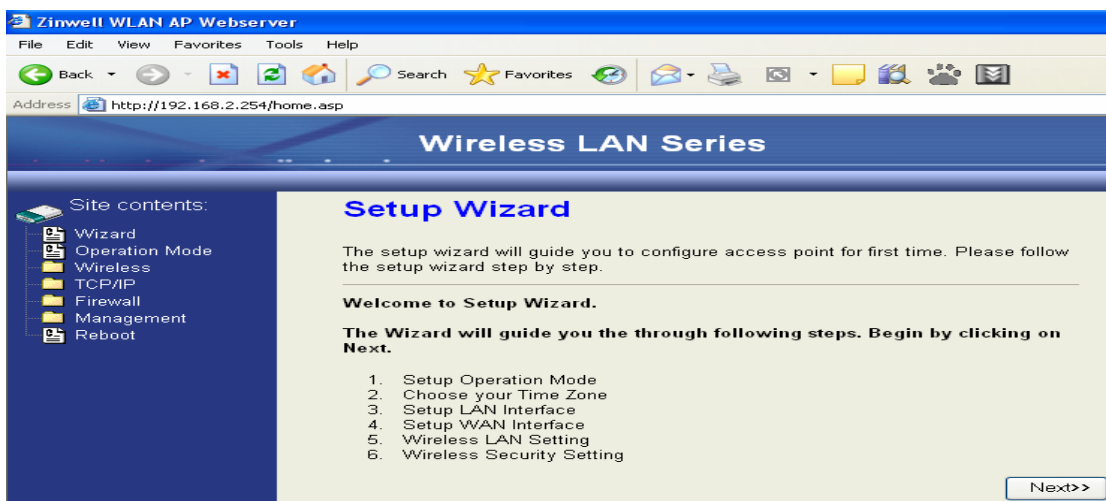 Zinwell WLAN AP Webserver
File Edit View Favorites Tools Help
Back Search Favorites
Address http://192.168.2.254/home.asp
Wireless LAN Series
Site contents:
Wizard
Operation Mode
Wireless
TCP/IP
Firewall
Management
Reboot
Setup Wizard
The setup wizard will guide you to configure access point for first time. Please follow
the setup wizard step by step.
Welcome to Setup Wizard.
The Wizard will guide you the through following steps. Begin by clicking on
Next.
1. Setup Operation Mode
2. Choose your Time Zone
3. Setup LAN Interface
4. Setup WAN Interface
5. Wireless LAN Setting
6. Wireless Security Setting
Next>>